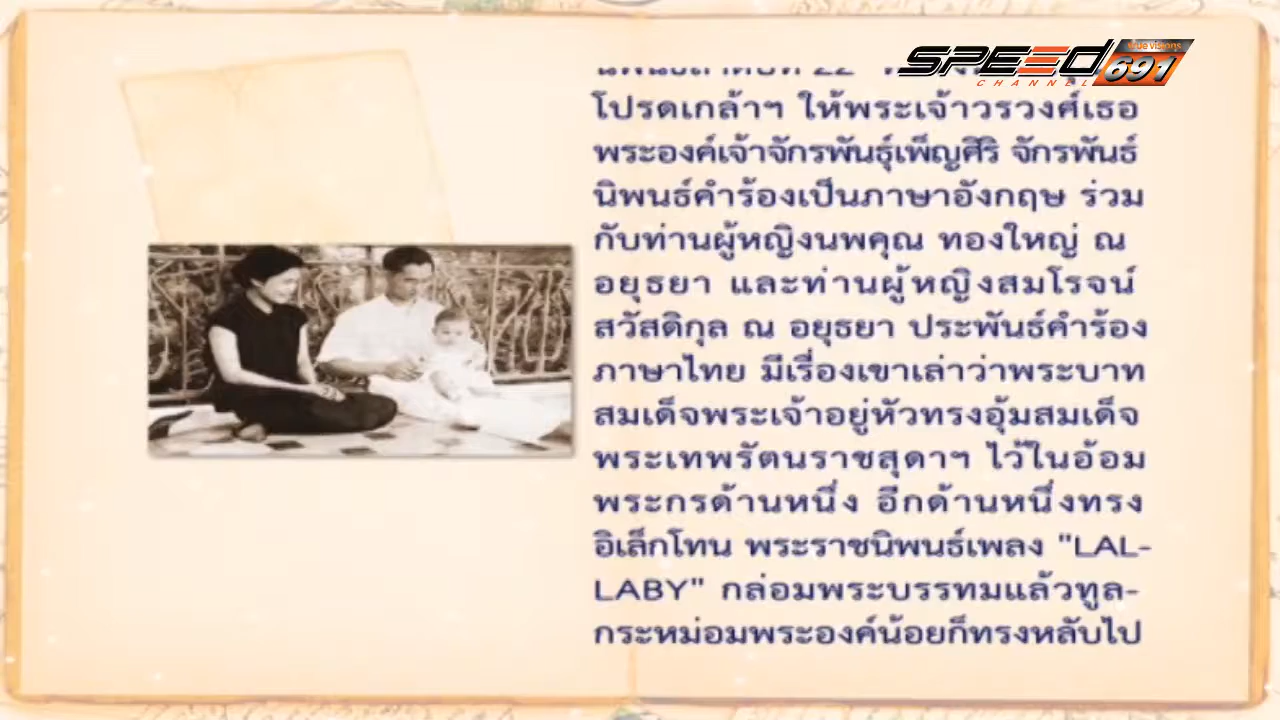 SPEED
true visions
691
CHANNEL
22
โปรดเกล้าฯ ให้พระเจ้าวรวงศ์เธอ
พระองค์เจ้าจักรพันธุ์เพ็ญศิริ จักรพันธ์
นิพนธ์คำร้องเป็นภาษาอังกฤษ ร่วม
กับท่านผู้หญิงนพคุณ ทองใหญ่ ณ
อยุธยา และท่านผู้หญิงสมโรจน์
สวัสดิกุล ณ อยุธยา ประพันธ์คำร้อง
ภาษาไทย มีเรื่องเขาเล่าว่าพระบาท
สมเด็จพระเจ้าอยู่หัวทรงอุ้มสมเด็จ
พระเทพรัตนราชสุดาฯ ไว้ในอ้อม
พระกรด้านหนึ่ง อีกด้านหนึ่งทรง
อิเล็กโทน พระราชนิพนธ์เพลง "LAL-
LABY" กล่อมพระบรรทมแล้วทูล-
กระหม่อมพระองค์น้อยก็ทรงหลับไป